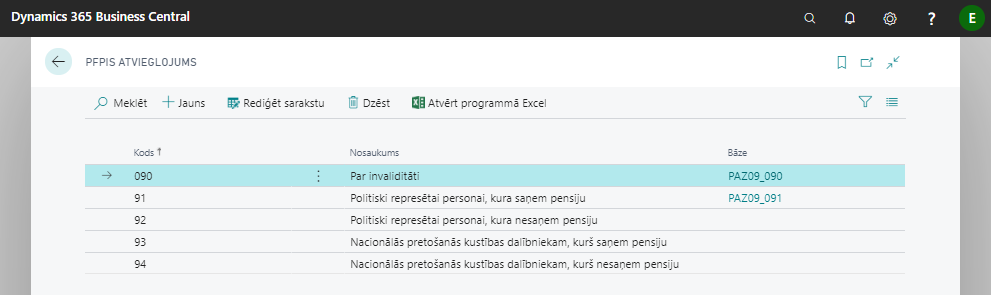 Dynamics 365 Business Central
? E
PFPIS ATVIEGLOJUMS
Meklēt Jauns Rediģēt sarakstu Dzēst Atvērt programmā Excel
Kods ↑ Nosaukums Bāze
→ 090 ⋮ Par invaliditāti PAZ09_090
91 Politiski represētai personai, kura saņem pensiju PAZ09_091
92 Politiski represētai personai, kura nesaņem pensiju
93 Nacionālās pretošanās kustības dalībniekam, kurš saņem pensiju
94 Nacionālās pretošanās kustības dalībniekam, kurš nesaņem pensiju